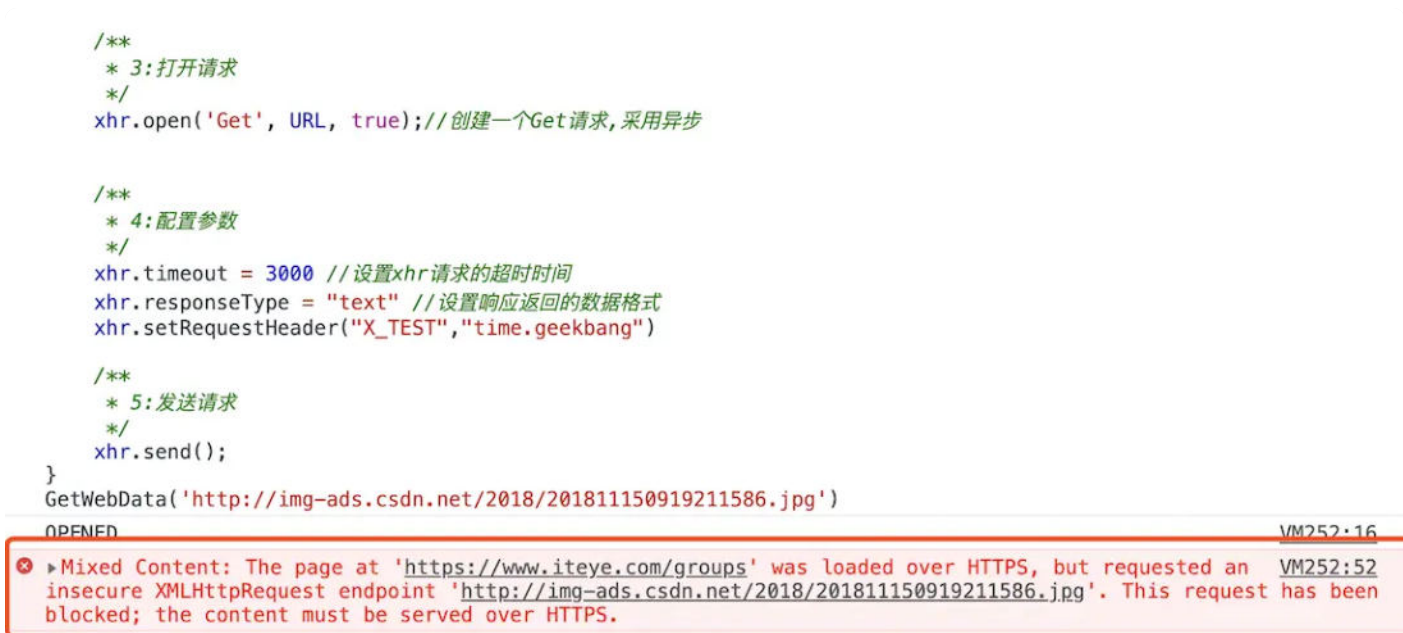 /**
* 3:打开请求
*/
xhr.open('Get', URL, true);//创建一个Get请求,采用异步
/**
* 4:配置参数
*/
xhr.timeout = 3000 //设置xhr请求的超时时间
xhr.responseType = "text" //设置响应返回的数据格式
xhr.setRequestHeader("X_TEST","time.geekbang")
/**
* 5:发送请求
*/
xhr.send();
}
GetWebData('http://img-ads.csdn.net/2018/201811150919211586.jpg')
OPENED VM252:16
Mixed Content: The page at 'https://www.iteye.com/groups' was loaded over HTTPS, but requested an VM252:52
insecure XMLHttpRequest endpoint 'http://img-ads.csdn.net/2018/201811150919211586.jpg'. This request has been
blocked; the content must be served over HTTPS.